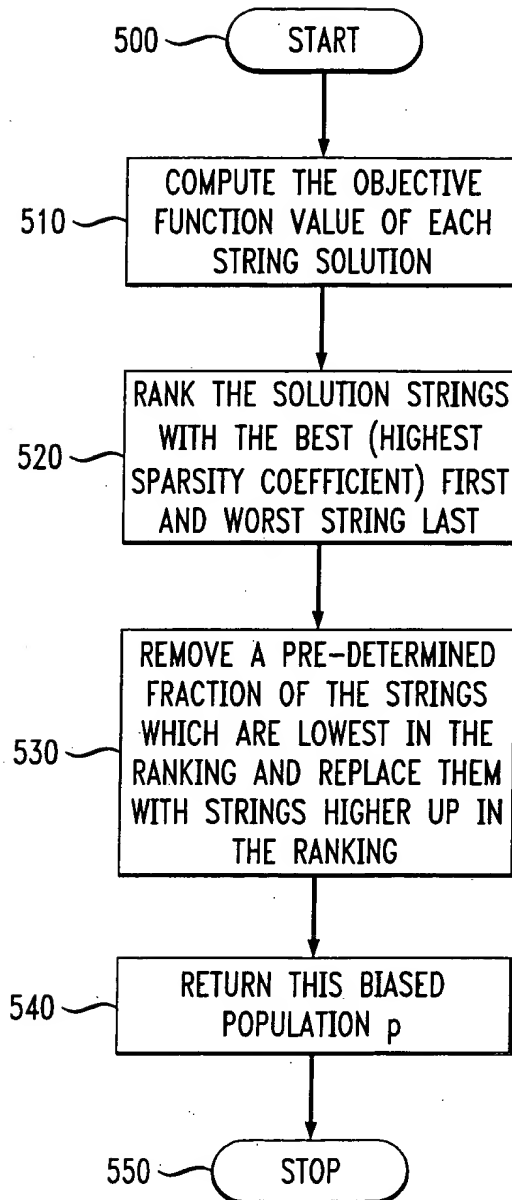 500
START
510
COMPUTE THE OBJECTIVE
FUNCTION VALUE OF EACH
STRING SOLUTION
520
RANK THE SOLUTION STRINGS
WITH THE BEST (HIGHEST
SPARSITY COEFFICIENT) FIRST
AND WORST STRING LAST
530
REMOVE A PRE-DETERMINED
FRACTION OF THE STRINGS
WHICH ARE LOWEST IN THE
RANKING AND REPLACE THEM
WITH STRINGS HIGHER UP IN
THE RANKING
540
RETURN THIS BIASED
POPULATION p
550
STOP